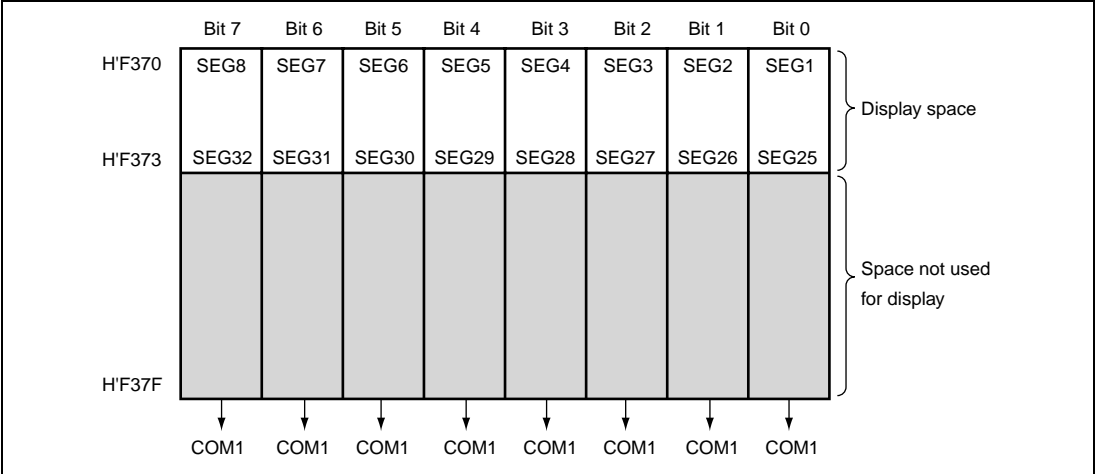 Bit 7 Bit 6 Bit 5 Bit 4 Bit 3 Bit 2 Bit 1 Bit 0
H'F370 SEG8 SEG7 SEG6 SEG5 SEG4 SEG3 SEG2 SEG1
Display space
H'F373 SEG32 SEG31 SEG30 SEG29 SEG28 SEG27 SEG26 SEG25
Space not used
for display
H'F37F
COM1 COM1 COM1 COM1 COM1 COM1 COM1 COM1